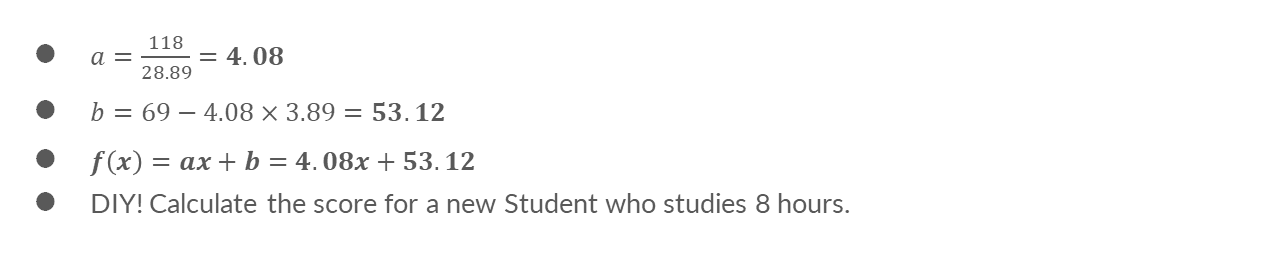 ● a = 118/28.89 = 4.08
● b = 69 − 4.08 × 3.89 = 53.12
● f(x) = ax + b = 4.08x + 53.12
● DIY! Calculate the score for a new Student who studies 8 hours.